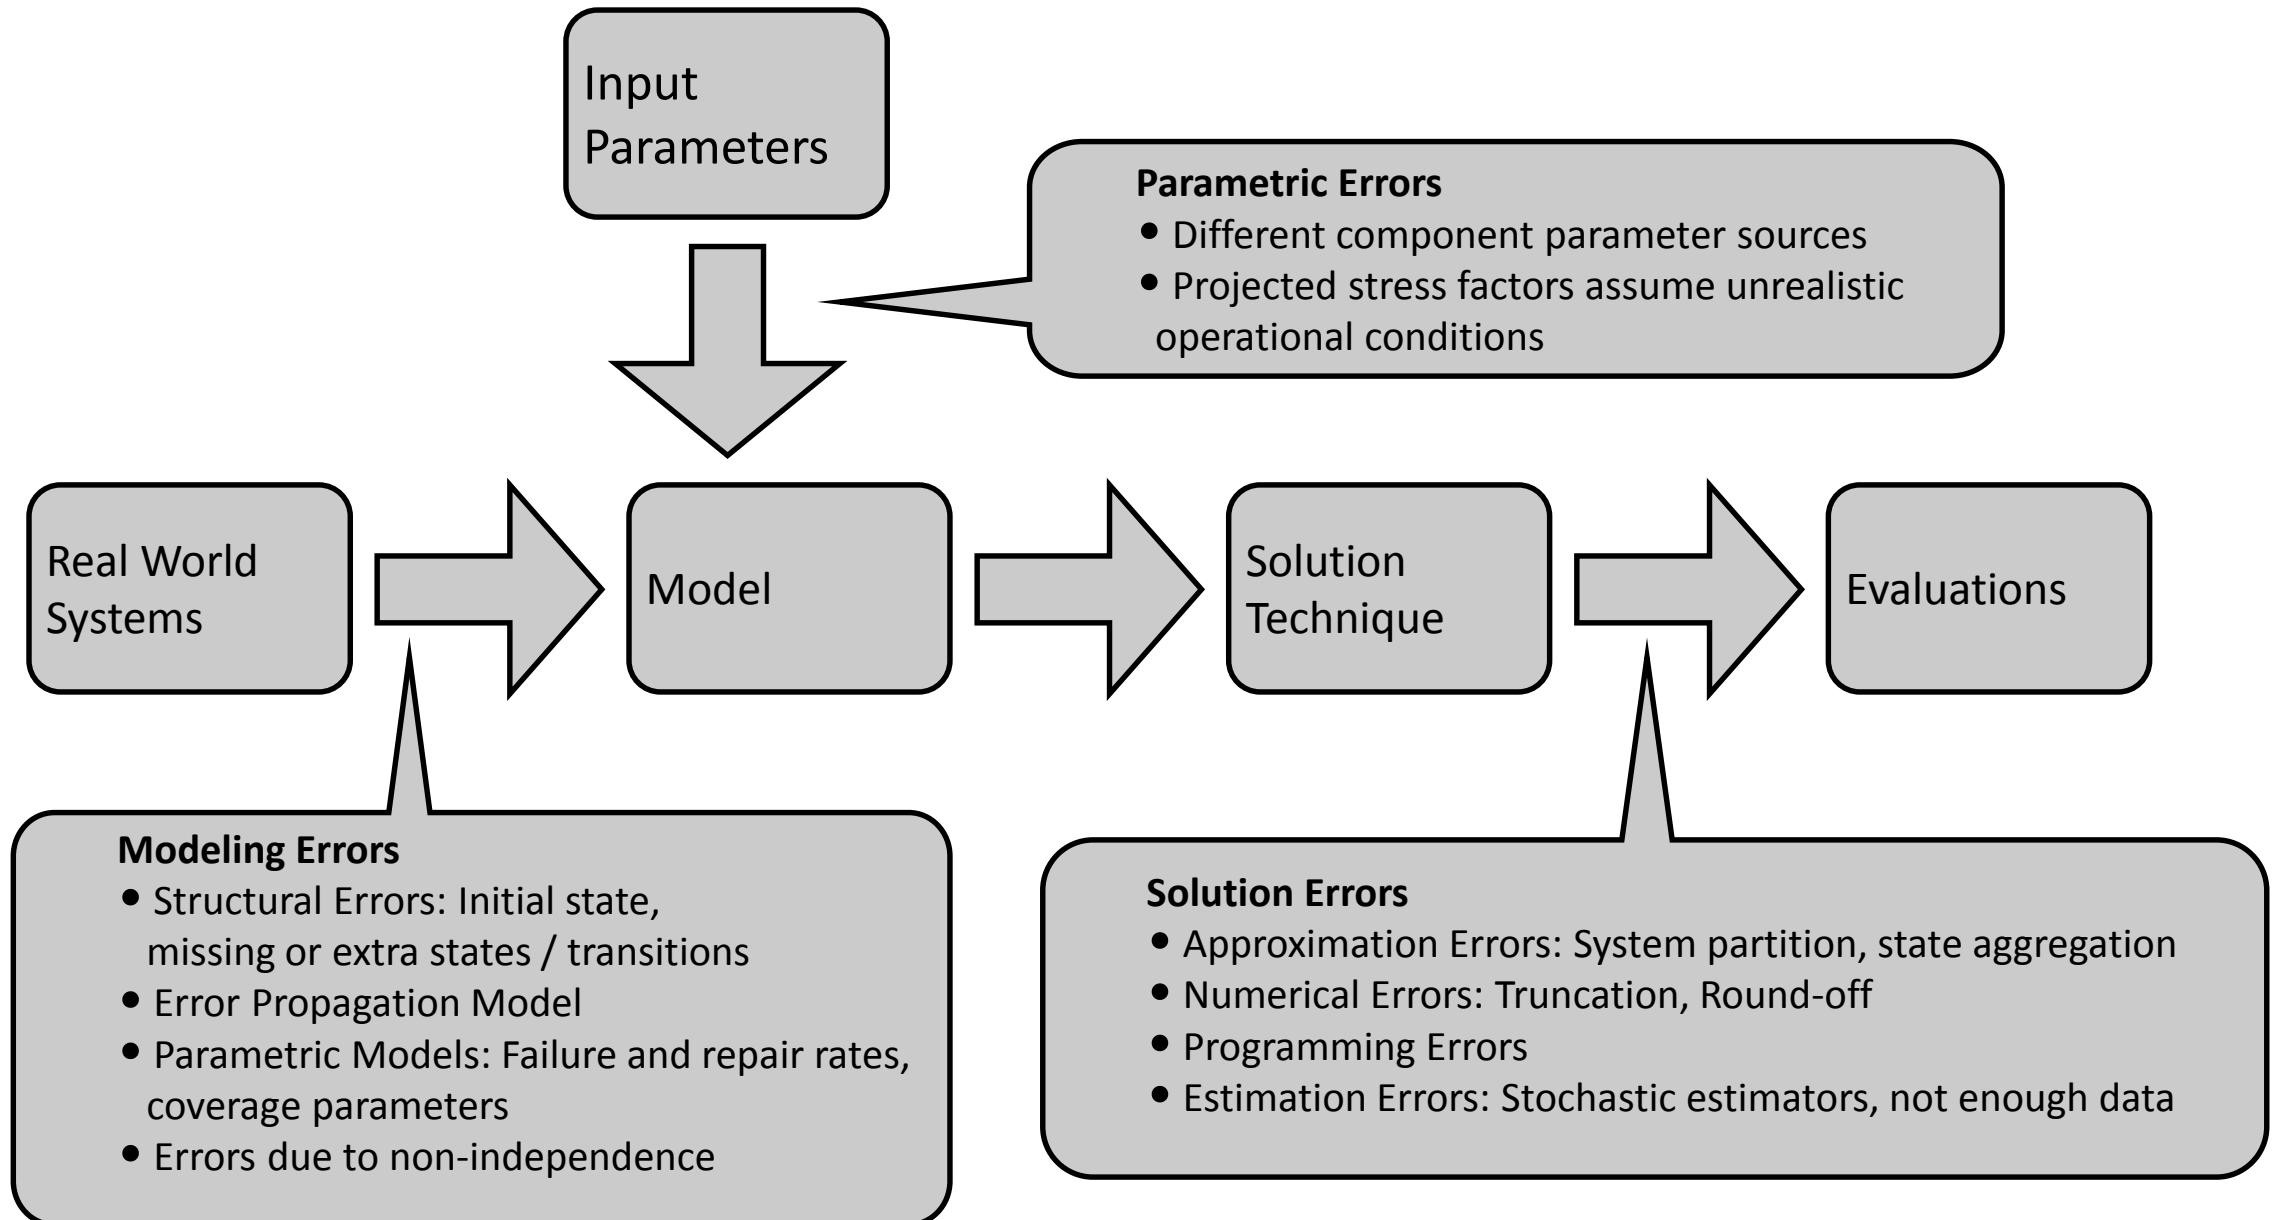 Input
Parameters
Parametric Errors
• Different component parameter sources
• Projected stress factors assume unrealistic
operational conditions
Real World
Systems
Model
Solution
Technique
Evaluations
Modeling Errors
• Structural Errors: Initial state,
missing or extra states / transitions
• Error Propagation Model
• Parametric Models: Failure and repair rates,
coverage parameters
• Errors due to non-independence
Solution Errors
• Approximation Errors: System partition, state aggregation
• Numerical Errors: Truncation, Round-off
• Programming Errors
• Estimation Errors: Stochastic estimators, not enough data